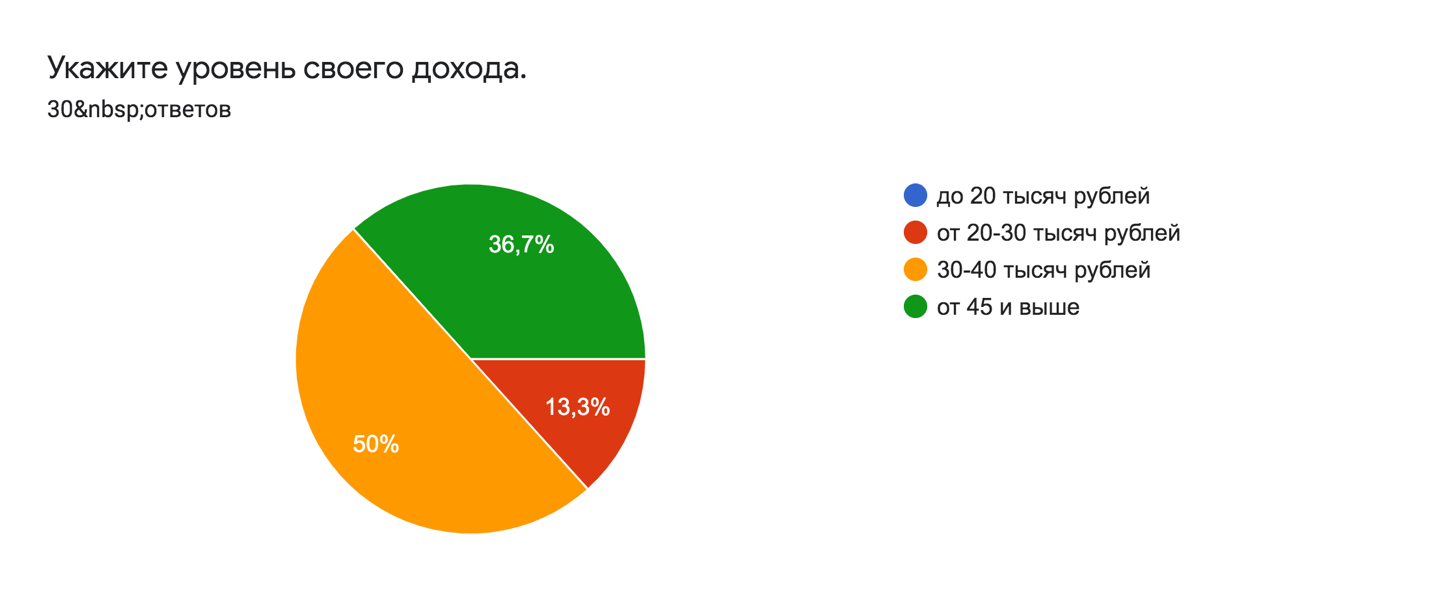 Укажите уровень своего дохода.
30&nbsp;ответов
36,7%
13,3%
50%
до 20 тысяч рублей
от 20-30 тысяч рублей
30-40 тысяч рублей
от 45 и выше